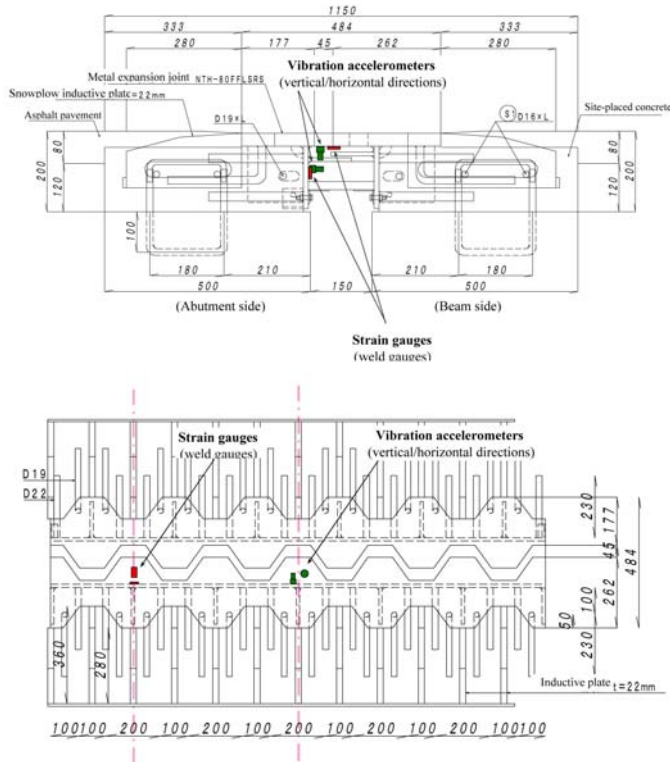 1150
333 484 333
280 177 45 262 280
Vibration accelerometers
(vertical/horizontal directions)
Metal expansion joint NTH-80FFLSRS
Snowplow inductive plate=22mm
Asphalt pavement
D19×L
S1 D16×L
Site-placed concrete
200 80 120
80 120 200
100
180 210 210 180
500 150 500
(Abutment side) (Beam side)
Strain gauges
(weld gauges)
Strain gauges
(weld gauges)
Vibration accelerometers
(vertical/horizontal directions)
D19
D22
230 177
45 484
262
100
50
230
360 280
Inductive plate t=22mm
100100 200 100 200 100 200 100 200 100 200 100100